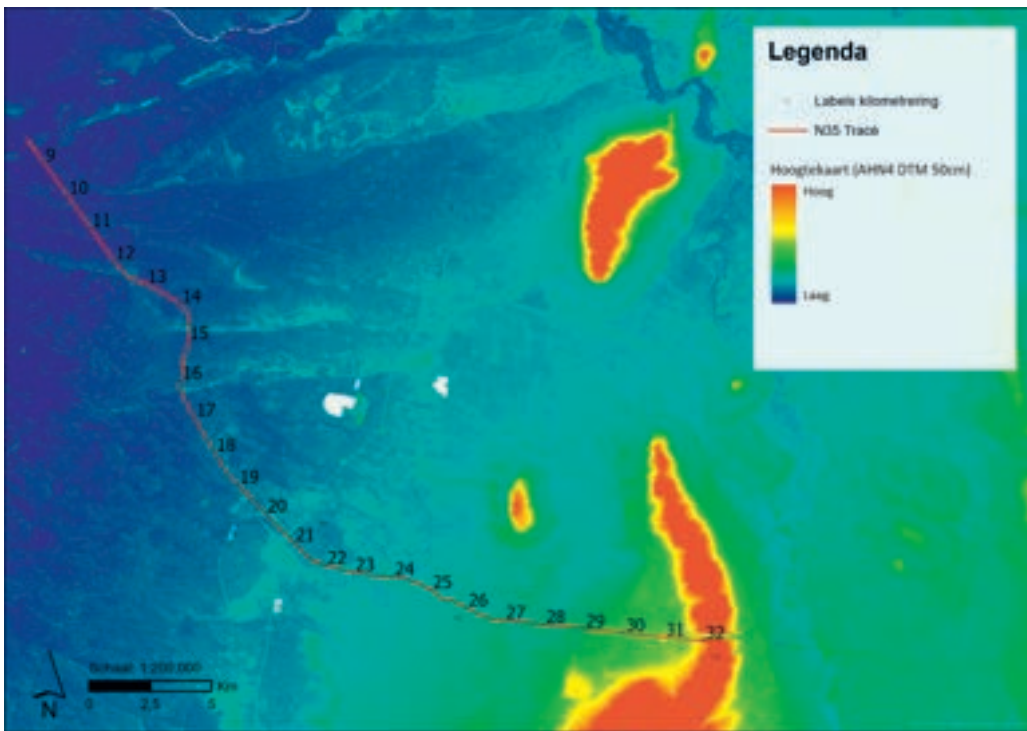 Legenda
Labels kilometrering
N35 Tracé
Hoogtekaart (AHN4 DTM 50cm)
Hoog
Laag
9
10
11
12
13
14
15
16
17
18
19
20
21
22
23
24
25
26
27
28
29
30
31
32
Schaal: 1:200.000
Km
0 2,5 5
N